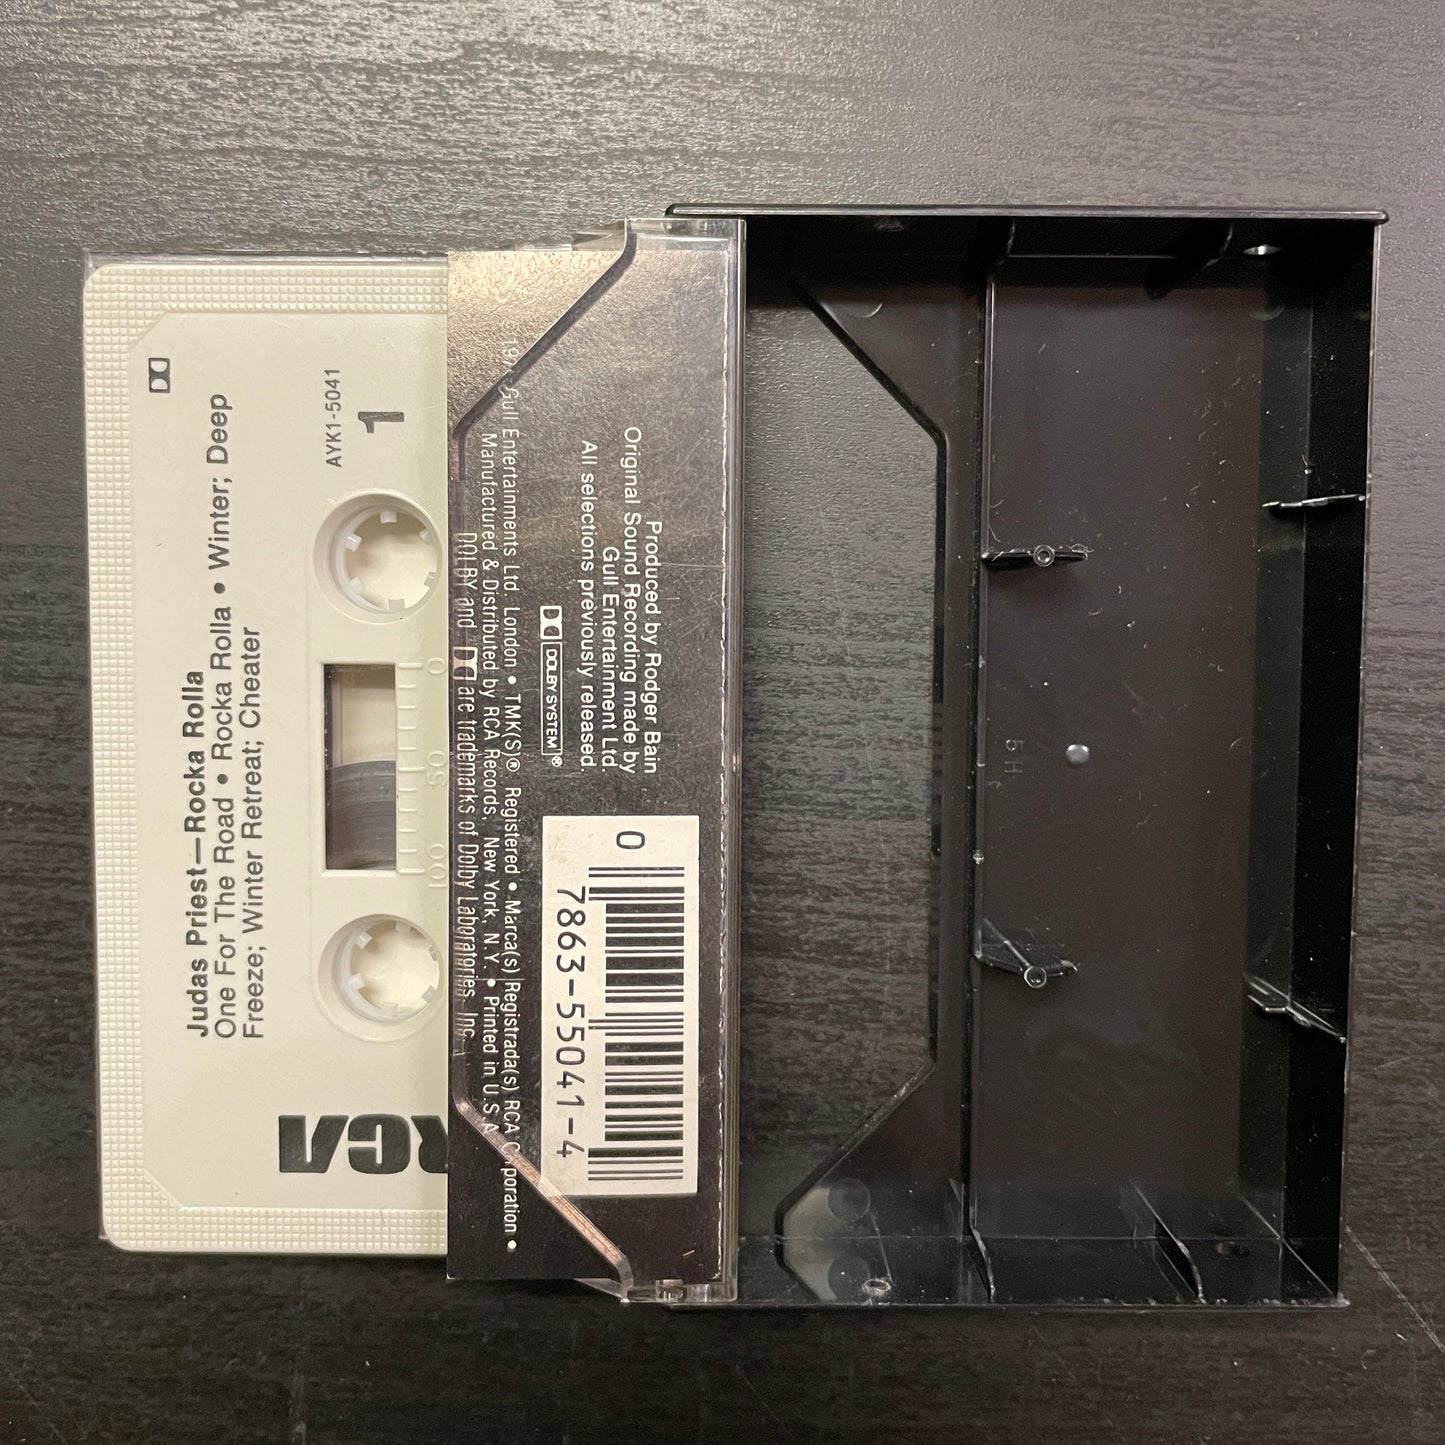 Judas Priest—Rocka Rolla
One For The Road • Rocka Rolla • Winter; Deep
Freeze; Winter Retreat; Cheater
AYK1-5041
1
RCA
0 50 100
Produced by Rodger Bain
Original Sound Recording made by
Gull Entertainment Ltd.
All selections previously released.
DOLBY SYSTEM®
Gull Entertainments Ltd. London • TMK(S)® Registered • Marca(s) Registrada(s) RCA Corporation •
Manufactured & Distributed by RCA Records, New York, N.Y. • Printed in U.S.A.
DOLBY and are trademarks of Dolby Laboratories, Inc.
0
7863-55041-4